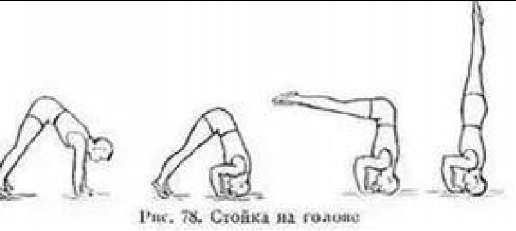 Рис. 78. Стойка на голове